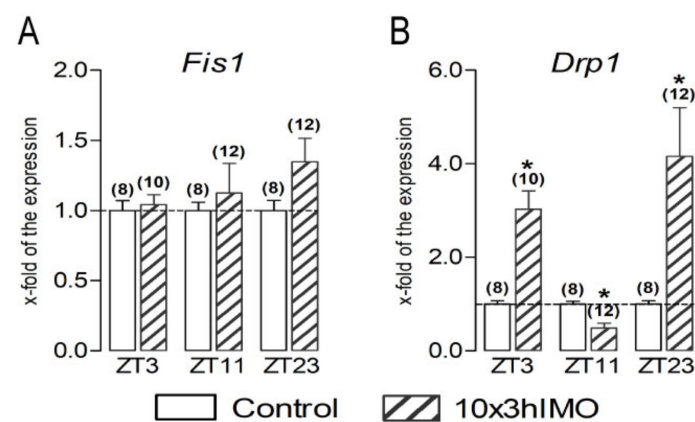 A
B
Fis1
Drp1
x-fold of the expression
2.0
1.5
1.0
0.5
0.0
(8)
(10)
(8)
(12)
(8)
(12)
ZT3
ZT11
ZT23
x-fold of the expression
6.0
4.0
2.0
0.0
(8)
*
(10)
(8)
*
(12)
(8)
*
(12)
ZT3
ZT11
ZT23
Control
10x3hIMO